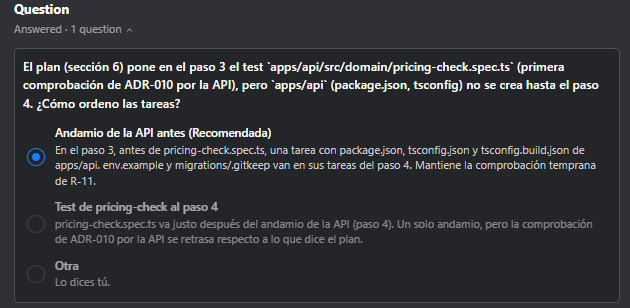 Question
Answered · 1 question
El plan (sección 6) pone en el paso 3 el test `apps/api/src/domain/pricing-check.spec.ts` (primera
comprobación de ADR-010 por la API), pero `apps/api` (package.json, tsconfig) no se crea hasta el paso
4. ¿Cómo ordeno las tareas?
Andamio de la API antes (Recomendada)
En el paso 3, antes de pricing-check.spec.ts, una tarea con package.json, tsconfig.json y tsconfig.build.json de
apps/api. env.example y migrations/.gitkeep van en sus tareas del paso 4. Mantiene la comprobación temprana
de R-11.
Test de pricing-check al paso 4
pricing-check.spec.ts va justo después del andamio de la API (paso 4). Un solo andamio, pero la comprobación
de ADR-010 por la API se retrasa respecto a lo que dice el plan.
Otra
Lo dices tú.